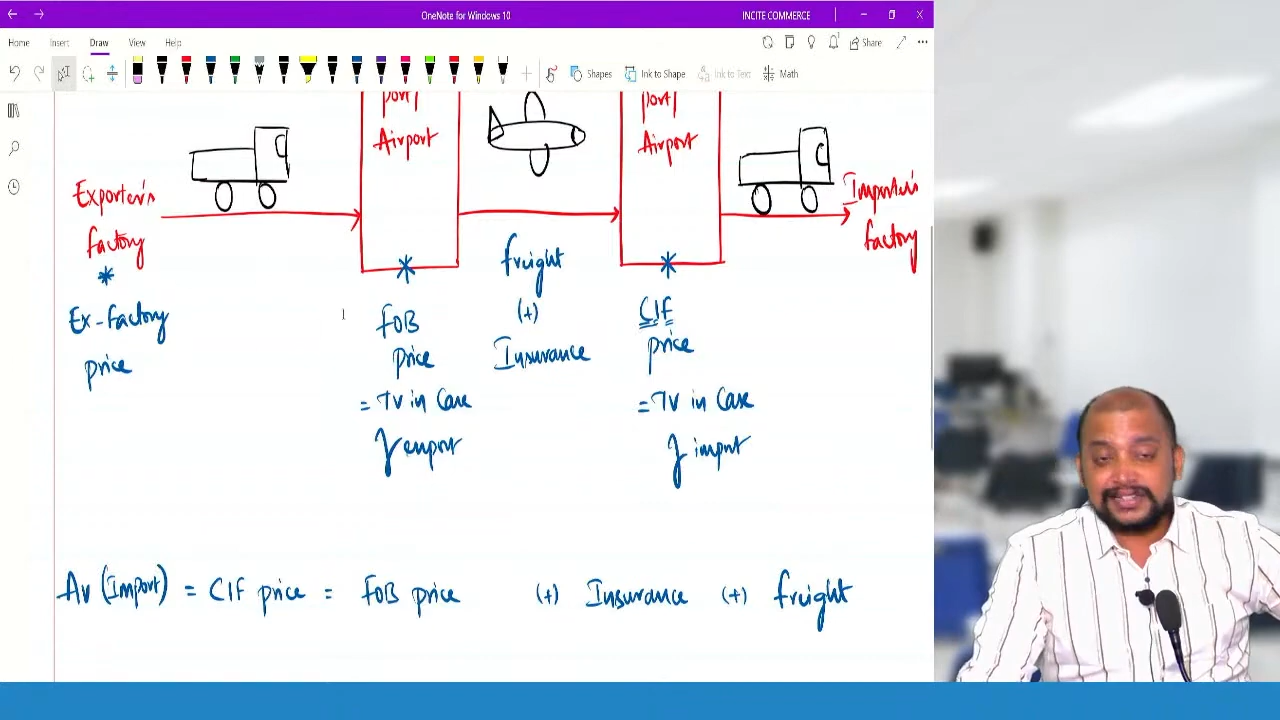 OneNote for Windows 10
INCITE COMMERCE
Home Insert Draw View Help
Share
Shapes Ink to Shape Ink to Text Math
port/
Airport
port/
Airport
Exporter's
factory
Importer's
factory
Ex-factory
price
FOB
price
= TV in Case
of export
freight
(+)
Insurance
CIF
price
= TV in Case
of import
AV (Import) = CIF price = FOB price (+) Insurance (+) freight